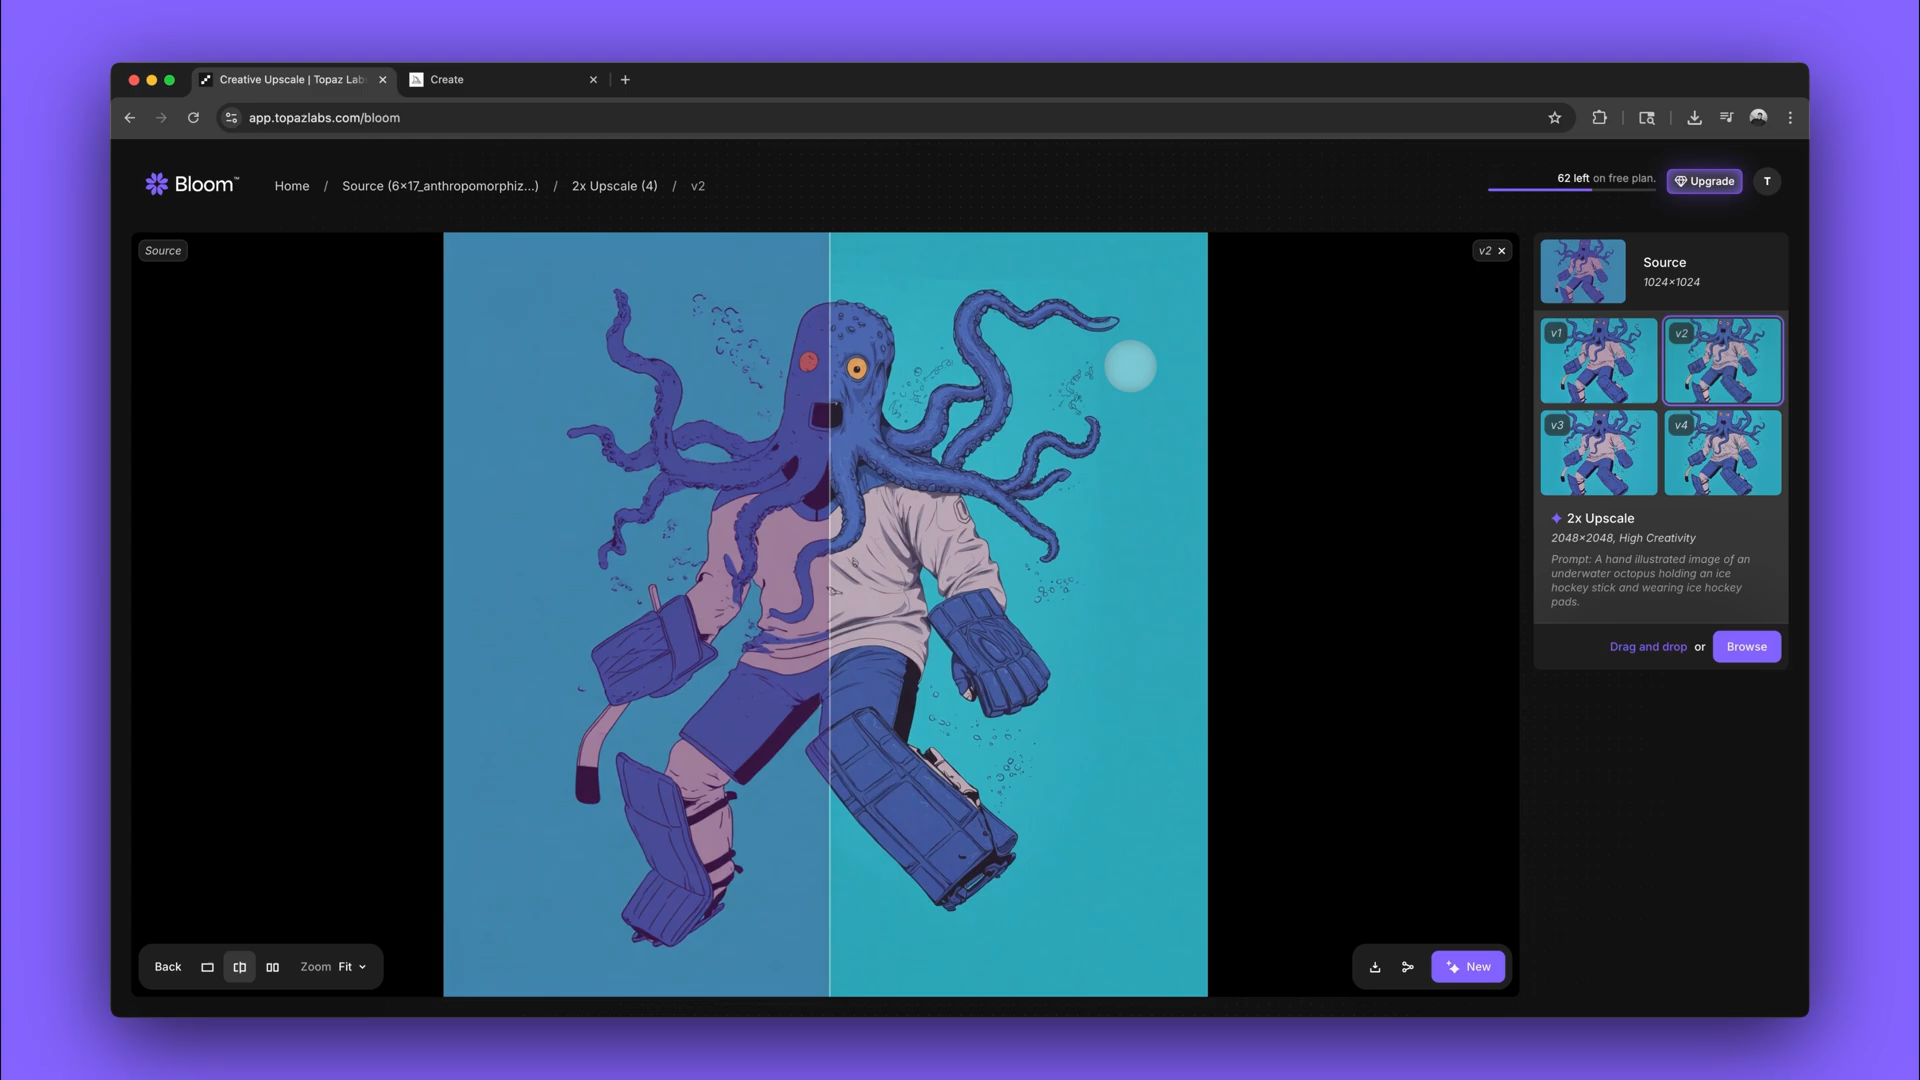 Creative Upscale | Topaz Lab
Create
app.topazlabs.com/bloom
Bloom™
Home / Source (6×17_anthropomorphiz...) / 2x Upscale (4) / v2
62 left on free plan.
Upgrade
T
Source
v2
Source
1024×1024
v1
v2
v3
v4
2x Upscale
2048×2048, High Creativity
Prompt: A hand illustrated image of an
underwater octopus holding an ice
hockey stick and wearing ice hockey
pads.
Drag and drop or Browse
Back
Zoom Fit
New